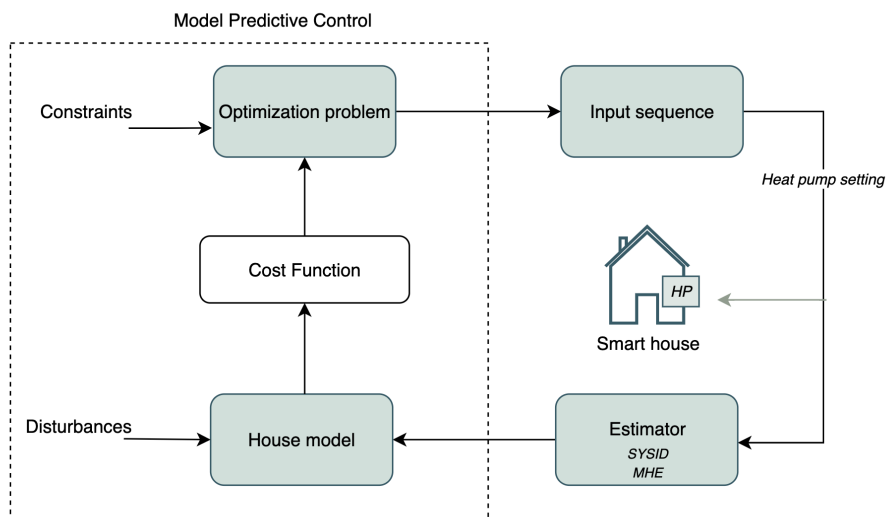 Model Predictive Control
Constraints
Optimization problem
Input sequence
Heat pump setting
Cost Function
HP
Smart house
Disturbances
House model
Estimator
SYSID
MHE